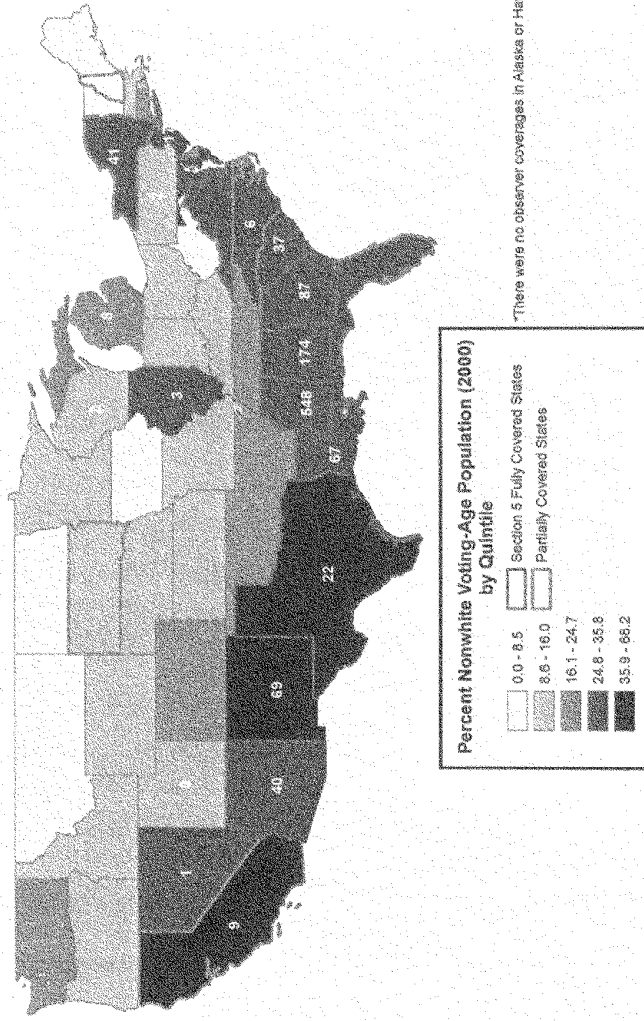 41
6
37
87
174
548
67
3
22
69
40
1
9
*There were no observer coverages in Alaska or Ha
Percent Nonwhite Voting-Age Population (2000)
by Quintile
0.0 - 8.5
8.6 - 16.0
16.1 - 24.7
24.8 - 35.8
35.9 - 68.2
Section 5 Fully Covered States
Partially Covered States